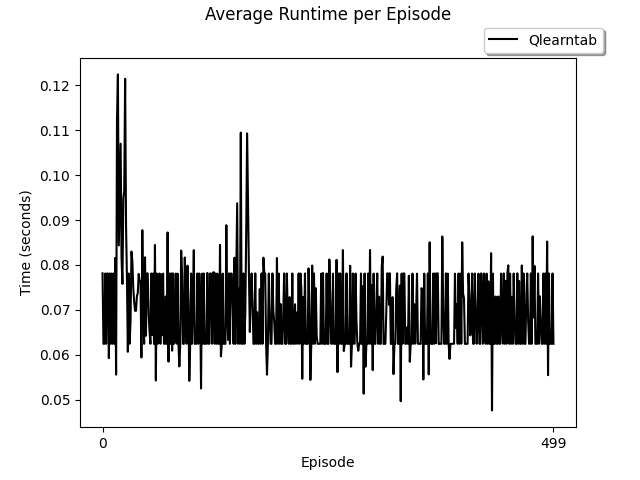 Average Runtime per Episode
Qlearntab
0.12
0.11
0.10
0.09
0.08
0.07
0.06
0.05
Time (seconds)
0
499
Episode